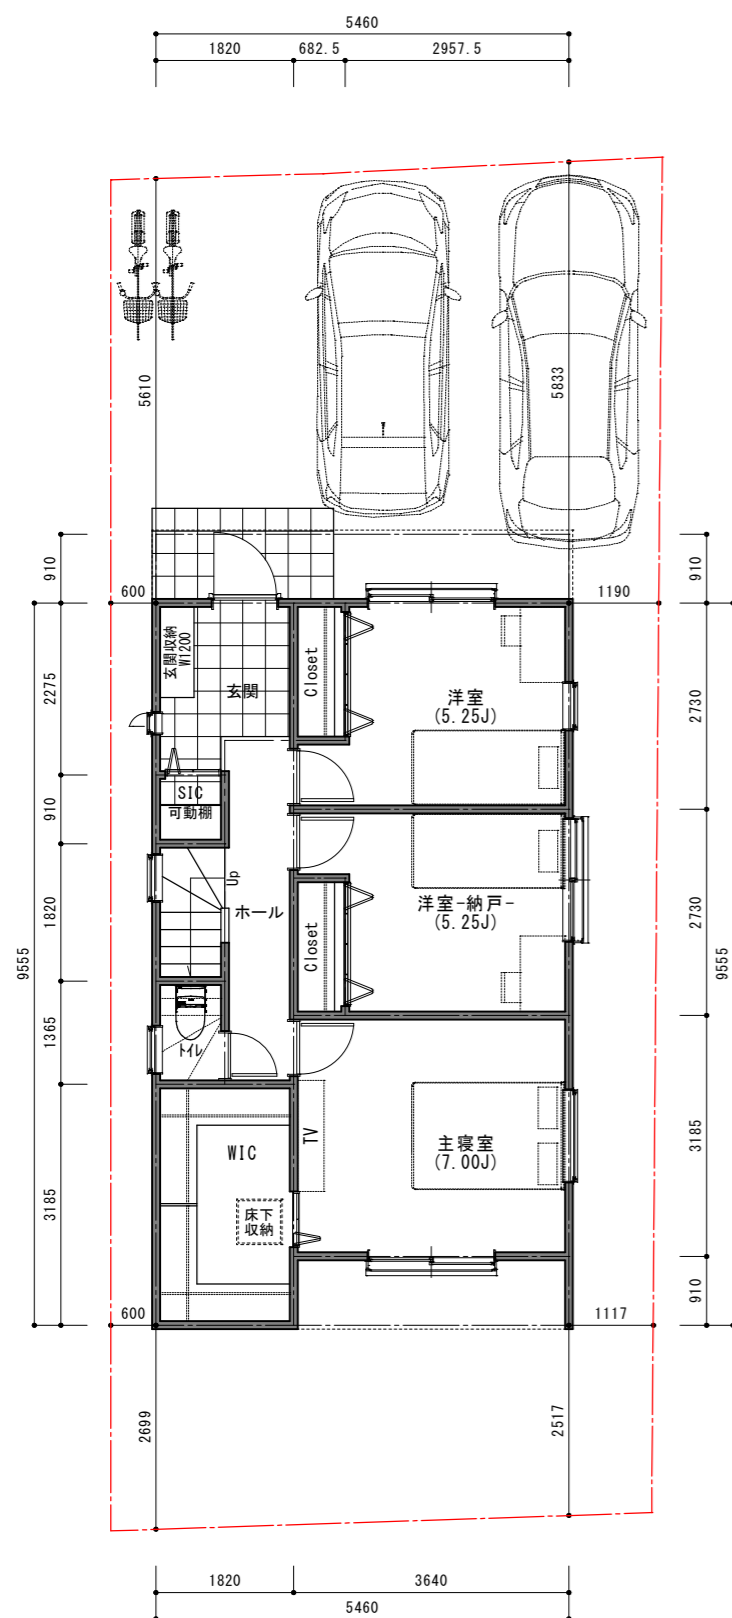 5460
1820
682.5
2957.5
5610
5833
910
600
1190
910
2275
玄関収納
W1200
玄関
Closet
洋室
(5.25J)
2730
910
SIC
可動棚
1820
Up
ホール
Closet
洋室-納戸-
(5.25J)
2730
9555
9555
1365
トイレ
3185
WIC
床下
収納
TV
主寝室
(7.00J)
3185
910
600
1117
2699
2517
1820
3640
5460